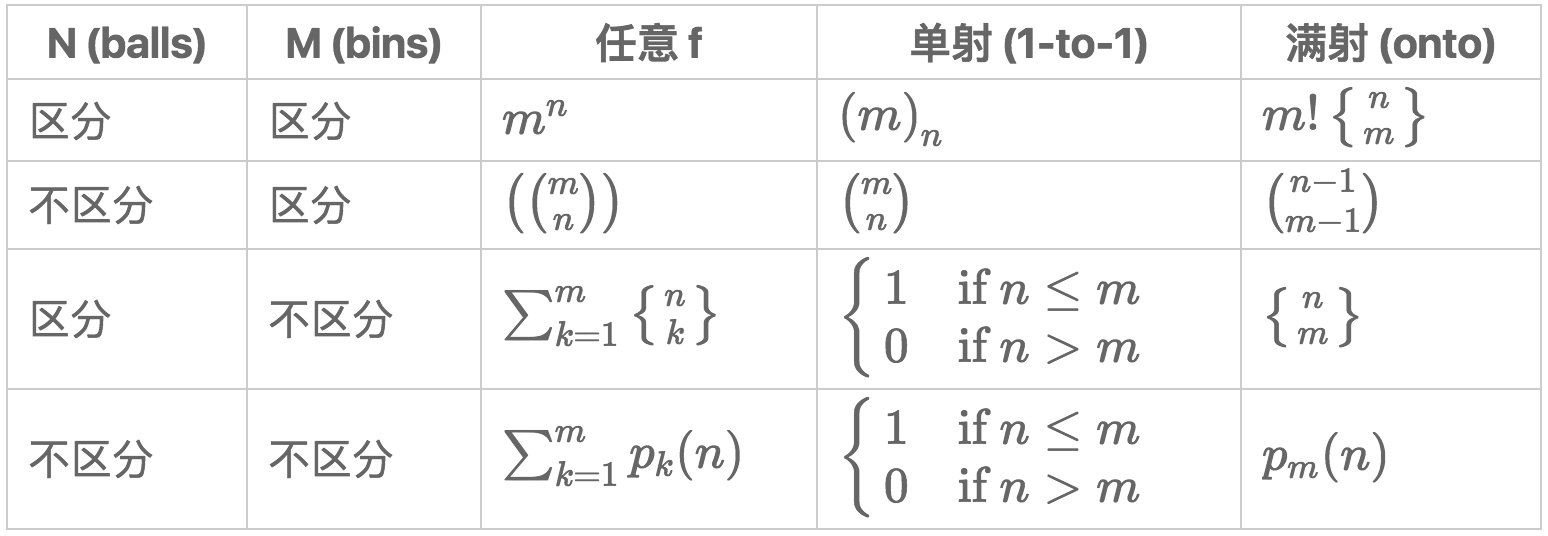 N (balls) M (bins) 任意 f 单射 (1-to-1) 满射 (onto)
区分 区分 $m^n$ $(m)_n$ $m!\left\{{n \atop m}\right\}$
不区分 区分 $\left(\binom{m}{n}\right)$ $\binom{m}{n}$ $\binom{n-1}{m-1}$
区分 不区分 $\sum_{k=1}^{m}\left\{{n \atop k}\right\}$ $\begin{cases}1 & \text{if } n \le m\\ 0 & \text{if } n > m\end{cases}$ $\left\{{n \atop m}\right\}$
不区分 不区分 $\sum_{k=1}^{m} p_k(n)$ $\begin{cases}1 & \text{if } n \le m\\ 0 & \text{if } n > m\end{cases}$ $p_m(n)$